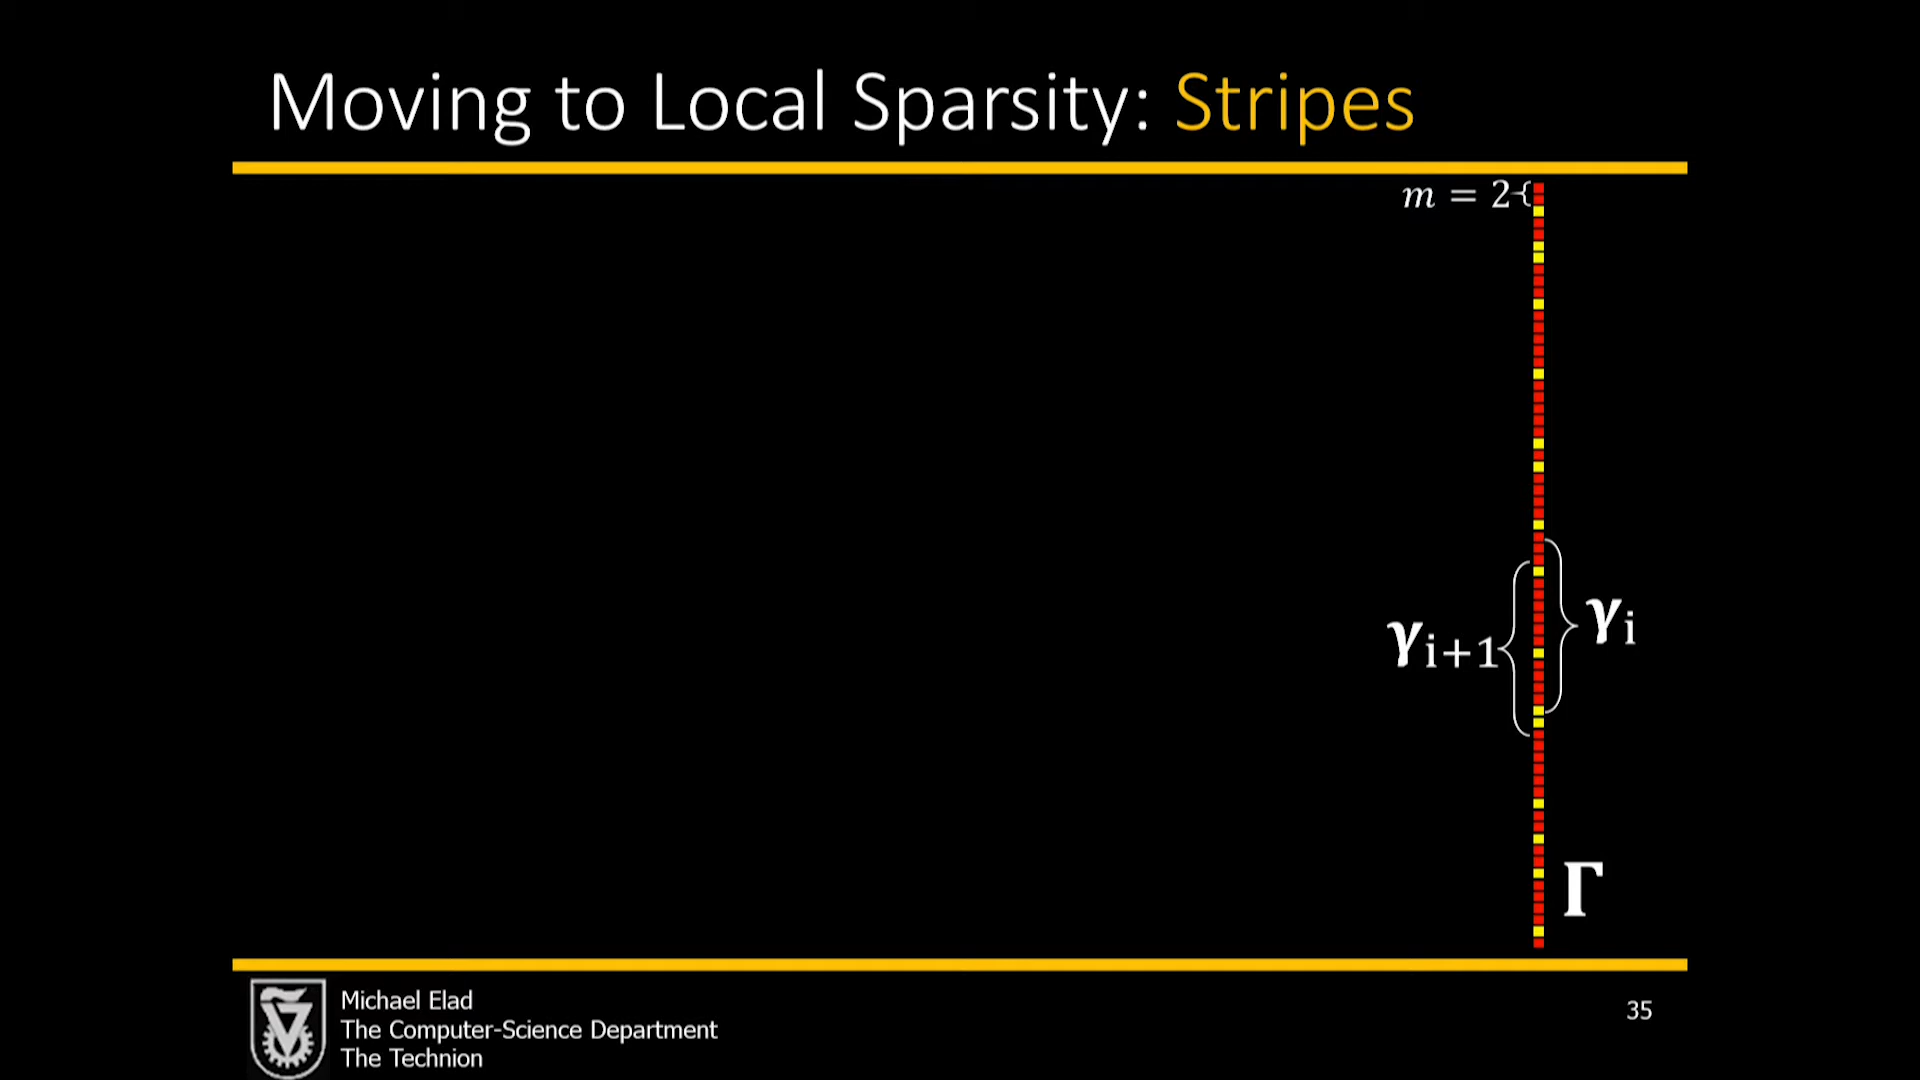 Moving to Local Sparsity: Stripes
m = 2
γᵢ
γᵢ₊₁
Γ
Michael Elad
The Computer-Science Department
The Technion
35